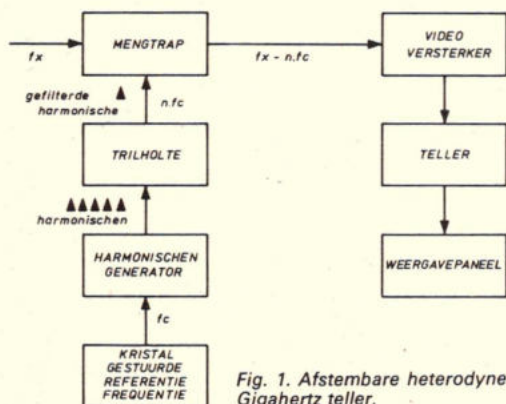 MENGTRAP
fx
fx - n.fc
VIDEO
VERSTERKER
gefilterde
harmonische
n.fc
TRILHOLTE
TELLER
harmonischen
HARMONISCHEN
GENERATOR
WEERGAVEPANEEL
fc
KRISTAL
GESTUURDE
REFERENTIE
FREQUENTIE
Fig. 1. Afstembare heterodyne
Gigahertz teller.